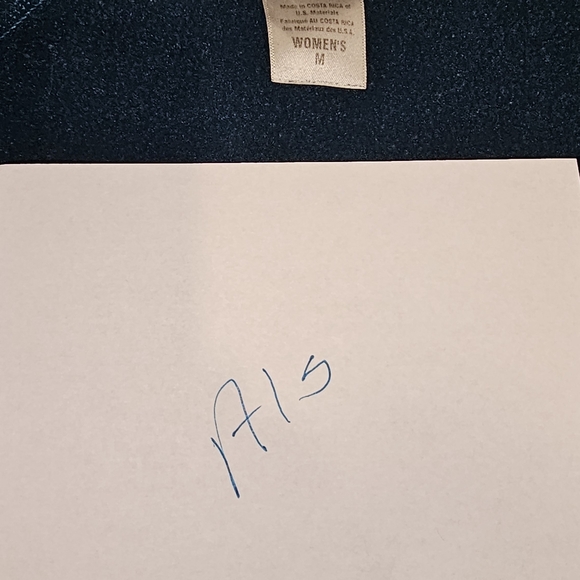 Made in COSTA RICA of
U.S. Materials
Fabriqué AU COSTA RICA
des Matériaux des U.S.A.
WOMEN'S
M
A15